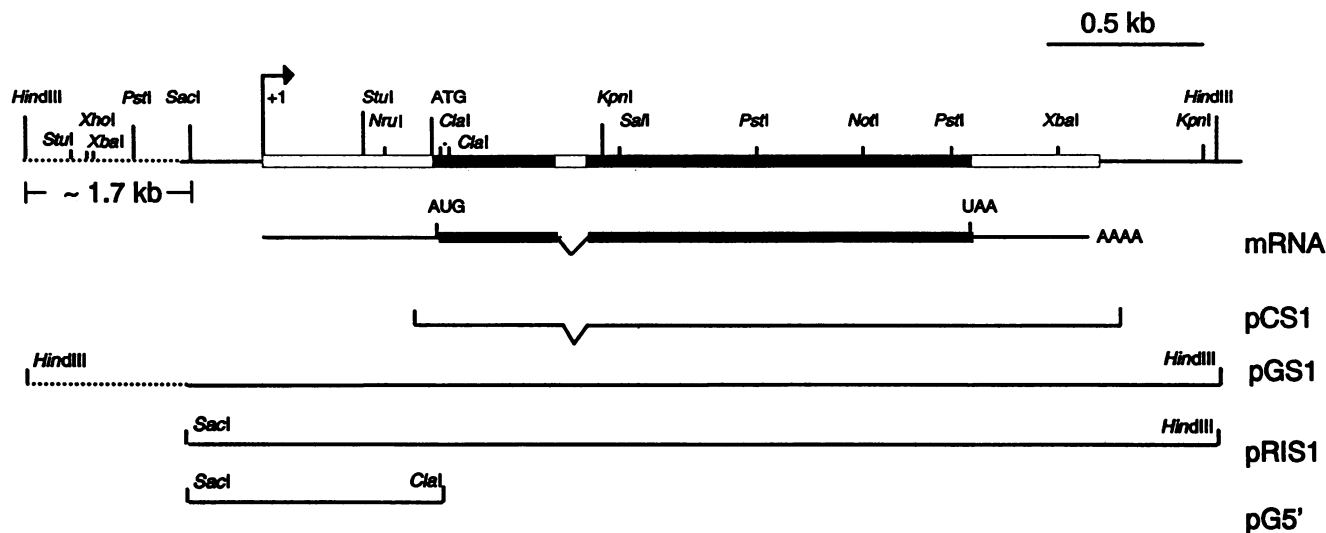 0.5 kb
HindIII
StuI
XhoI
XbaI
PstI
SacI
+1
StuI
NruI
ATG
ClaI
ClaI
KpnI
SalI
PstI
NotI
PstI
XbaI
HindIII
KpnI
~ 1.7 kb
AUG
UAA
AAAA
mRNA
pCS1
HindIII
HindIII
pGS1
SacI
HindIII
pRIS1
SacI
ClaI
pG5'